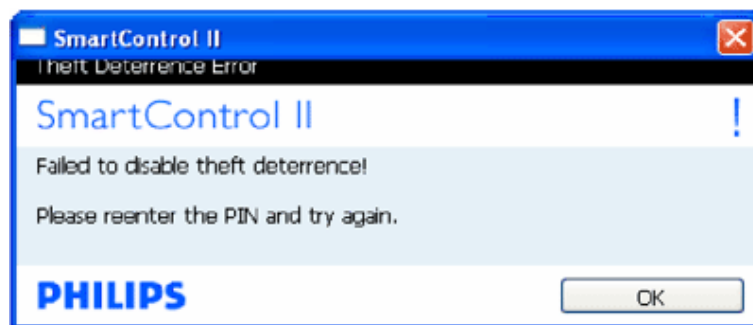 SmartControl II
Theft Deterrence Error
SmartControl II !
Failed to disable theft deterrence!
Please reenter the PIN and try again.
PHILIPS
OK